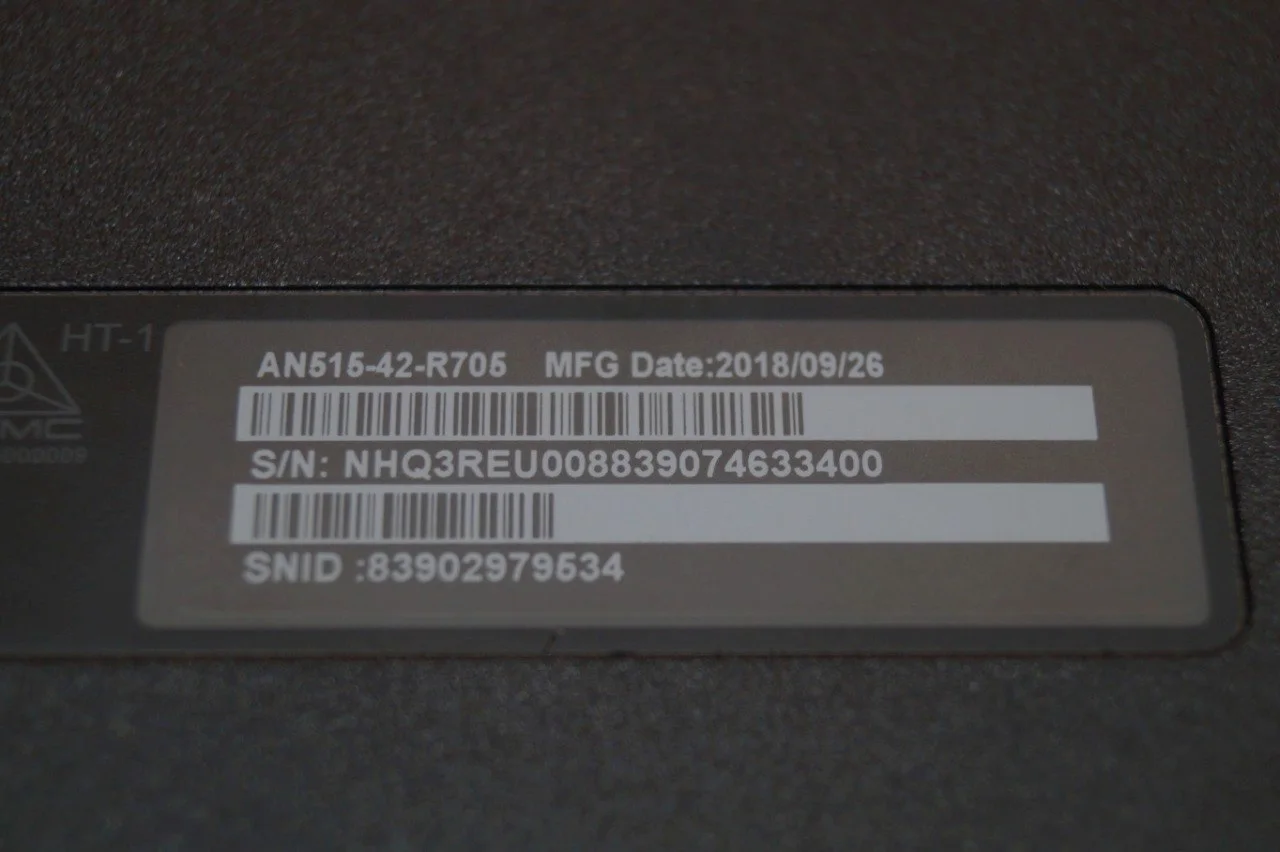 HT-1
AN515-42-R705 MFG Date:2018/09/26
S/N: NHQ3REU008839074633400
SNID :83902979534